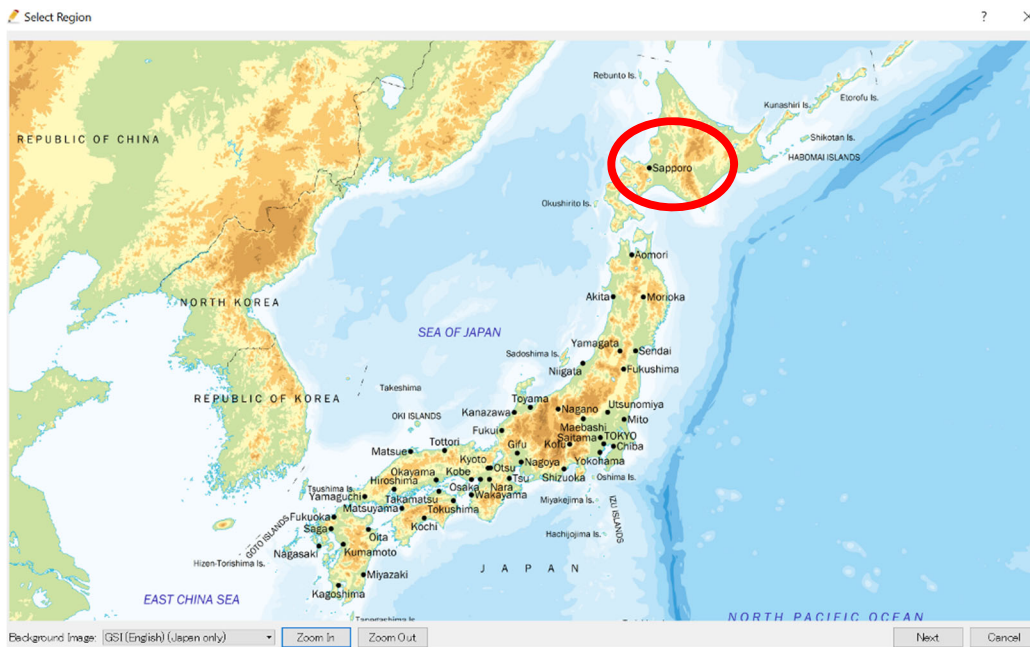 Select Region
?
Rebunto Is.
Etorofu Is.
Kunashiri Is.
REPUBLIC OF CHINA
Shikotan Is.
HABOMAI ISLANDS
Sapporo
Okushirito Is.
Aomori
NORTH KOREA
Akita
Morioka
SEA OF JAPAN
Yamagata
Sadoshima Is.
Sendai
Niigata
Fukushima
Takeshima
REPUBLIC OF KOREA
Toyama
Nagano
Utsunomiya
OKI ISLANDS
Kanazawa
Maebashi
Mito
Fukui
Saitama
TOKYO
Tottori
Gifu
Kofu
Chiba
Matsue
Kyoto
Yokohama
Otsu
Nagoya
Okayama
Kobe
Shizuoka
Oshima Is.
Hiroshima
Osaka
Nara
Tsu
Tsushima Is.
Yamaguchi
Takamatsu
Wakayama
Miyakejima Is.
IZU ISLANDS
Matsuyama
Tokushima
Fukuoka
Kochi
Saga
Oita
Hachijojima Is.
GOTO ISLANDS
Nagasaki
Kumamoto
Hizen-Torishima Is.
JAPAN
Miyazaki
Kagoshima
EAST CHINA SEA
NORTH PACIFIC OCEAN
Background Image: GSI(English)(Japan only) Zoom In Zoom Out Next Cancel